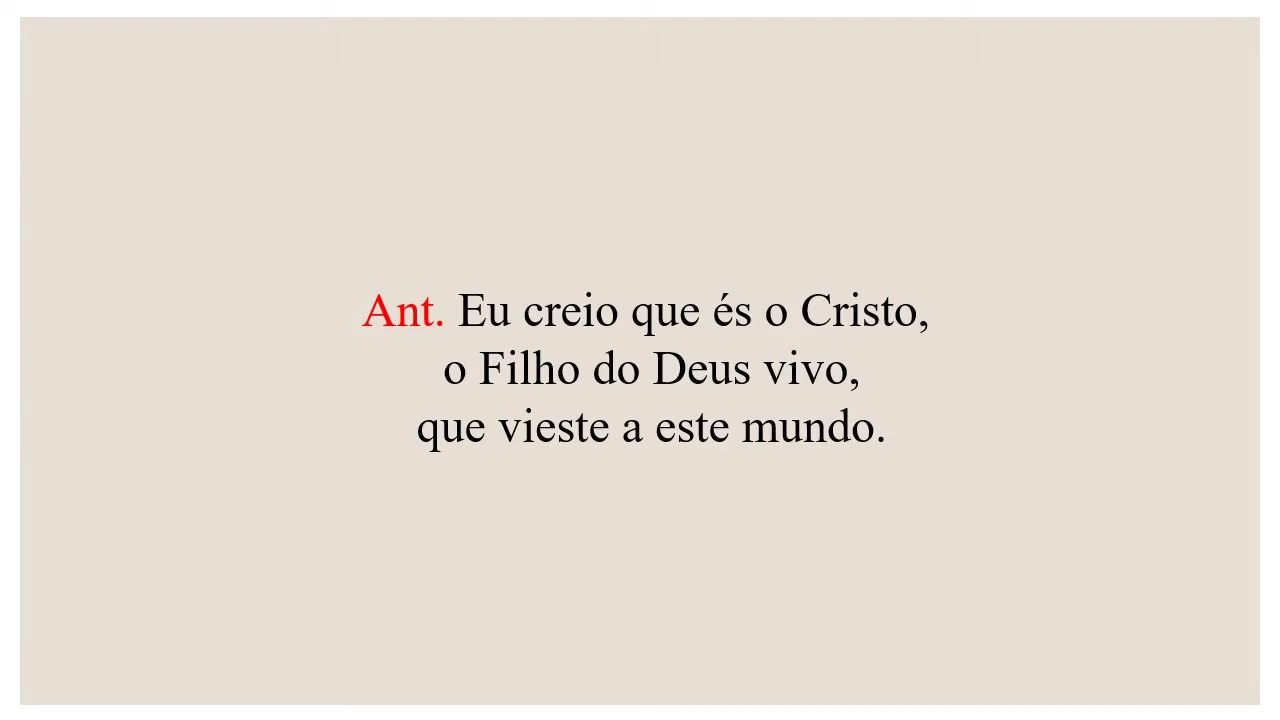 Ant. Eu creio que és o Cristo,
o Filho do Deus vivo,
que vieste a este mundo.